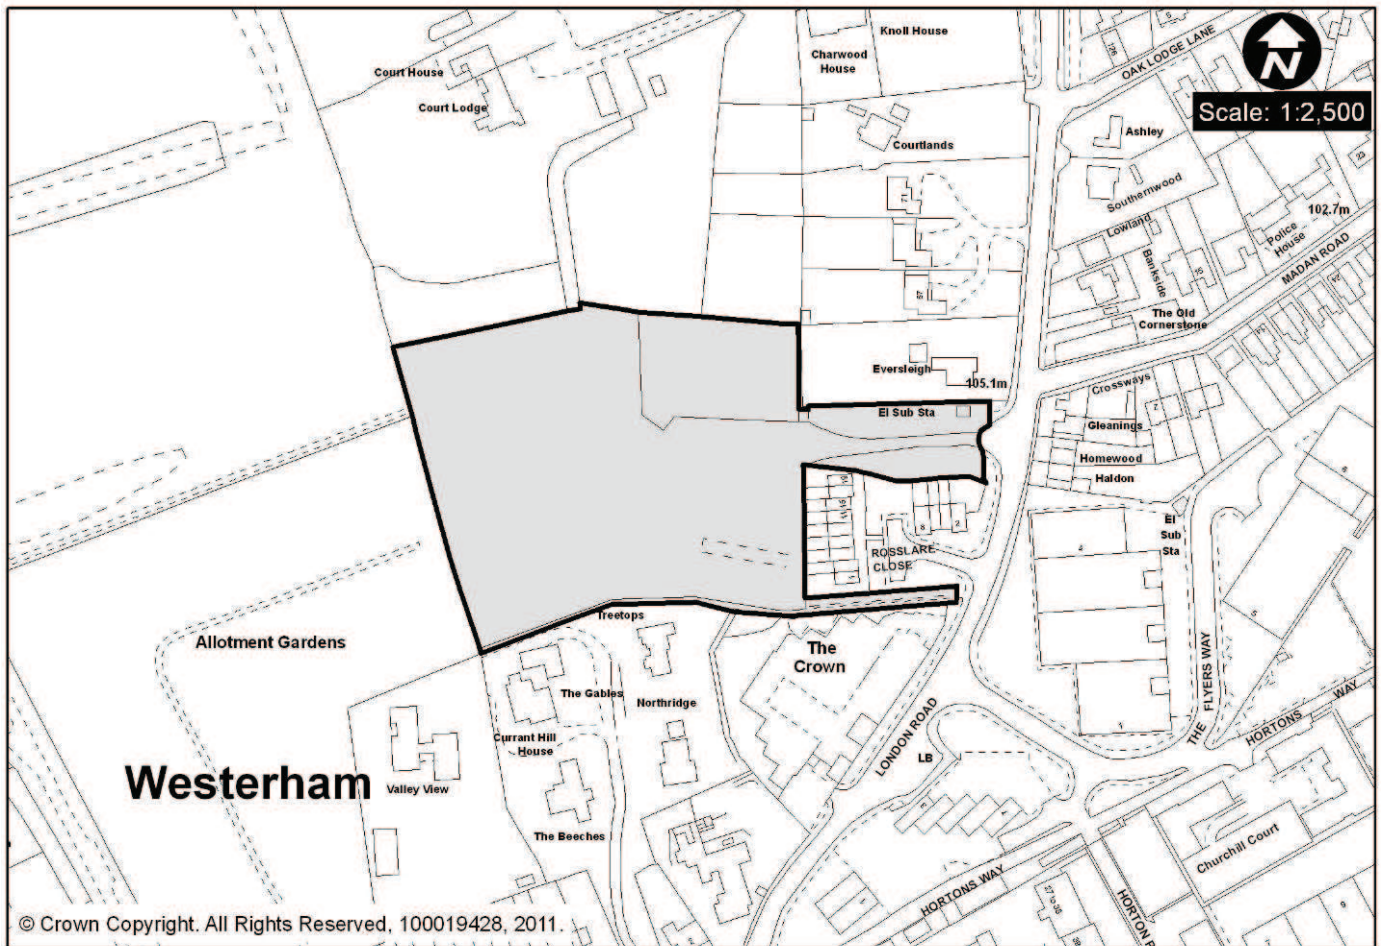 Knoll House
Charwood
House
Court House
Court Lodge
OAK LODGE LANE
N
Scale: 1:2,500
Courtlands
Ashley
Southernwood
Lowland
Bankside
Police
House
102.7m
MADAN ROAD
The Old
Cornerstone
Eversleigh
105.1m
El Sub Sta
Crossways
Gleanings
Homewood
Haldon
El
Sub
Sta
8
2
ROSSLARE
CLOSE
Treetops
The
Crown
Allotment Gardens
The Gables
Northridge
Currant Hill
House
Westerham
Valley View
The Beeches
LONDON ROAD
LB
THE FLYERS WAY
HORTONS WAY
HORTONS WAY
Churchill Court
© Crown Copyright. All Rights Reserved, 100019428, 2011.